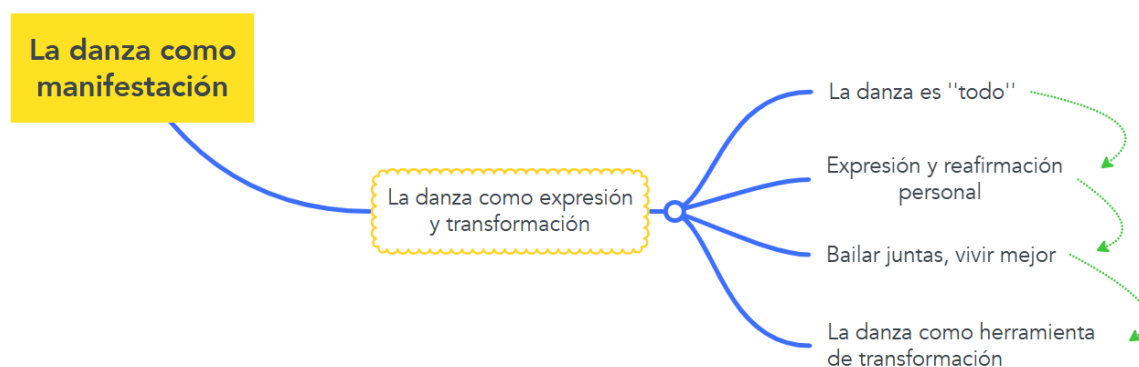 La danza como
manifestación
La danza como expresión
y transformación
La danza es ''todo''
Expresión y reafirmación
personal
Bailar juntas, vivir mejor
La danza como herramienta
de transformación